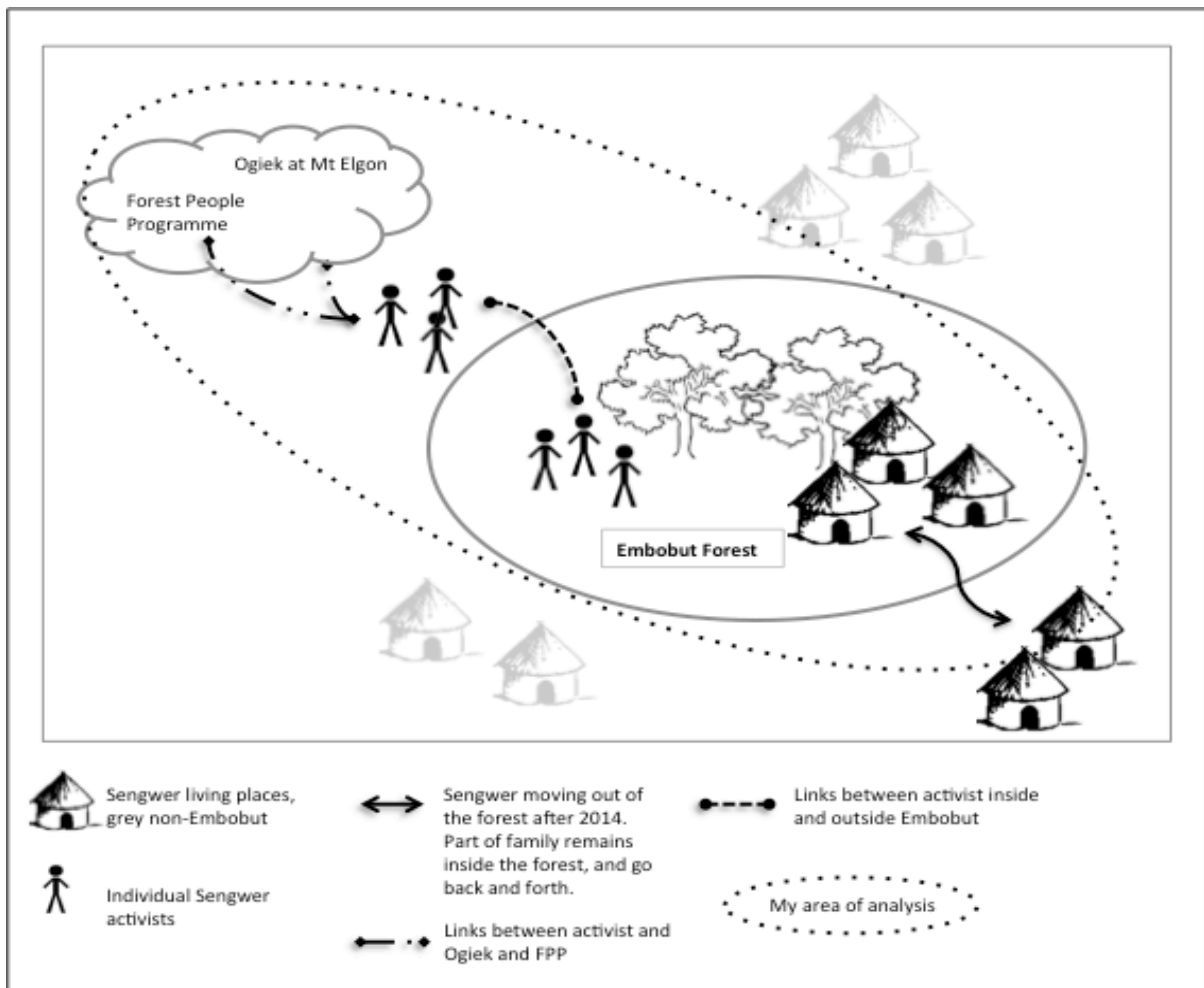 Ogiek at Mt Elgon
Forest People
Programme
Embobut Forest
Sengwer living places,
grey non-Embobut
Individual Sengwer
activists
Sengwer moving out of
the forest after 2014.
Part of family remains
inside the forest, and go
back and forth.
Links between activist and
Ogiek and FPP
Links between activist inside
and outside Embobut
My area of analysis